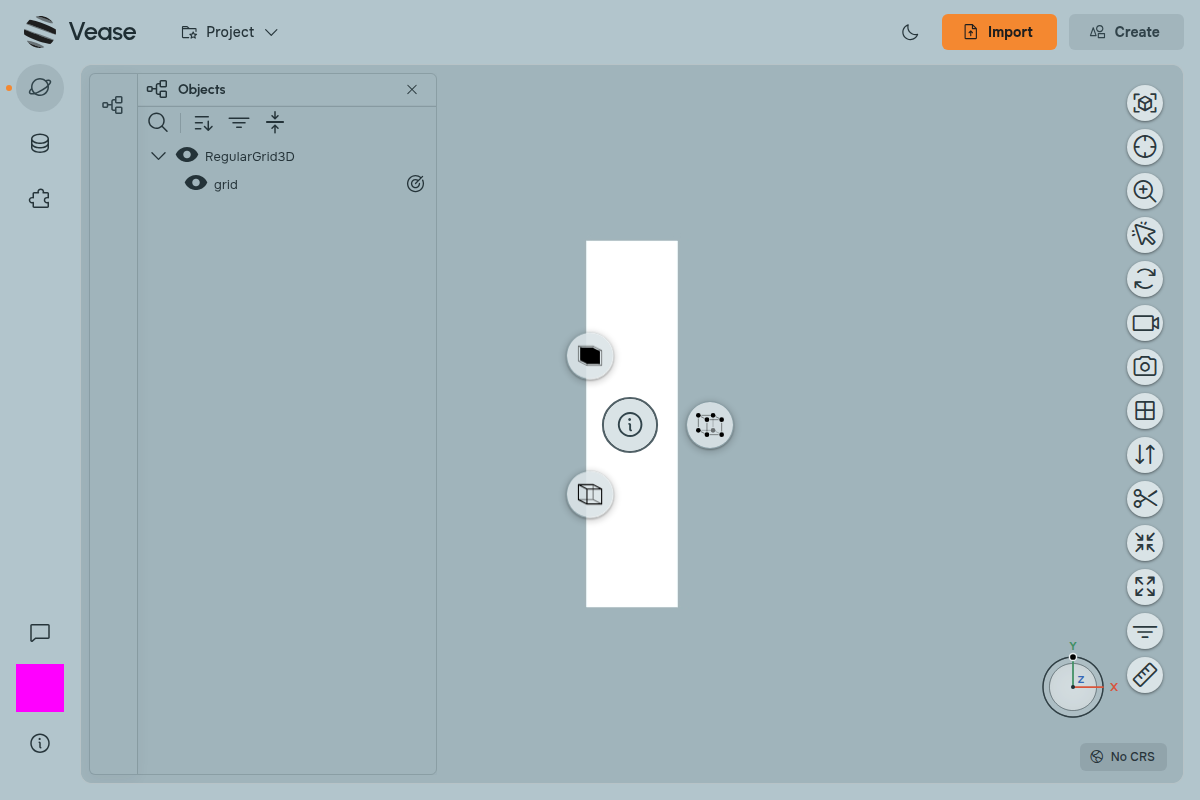 Vease
Project
Import
Create
Objects
RegularGrid3D
grid
Y
Z
X
No CRS